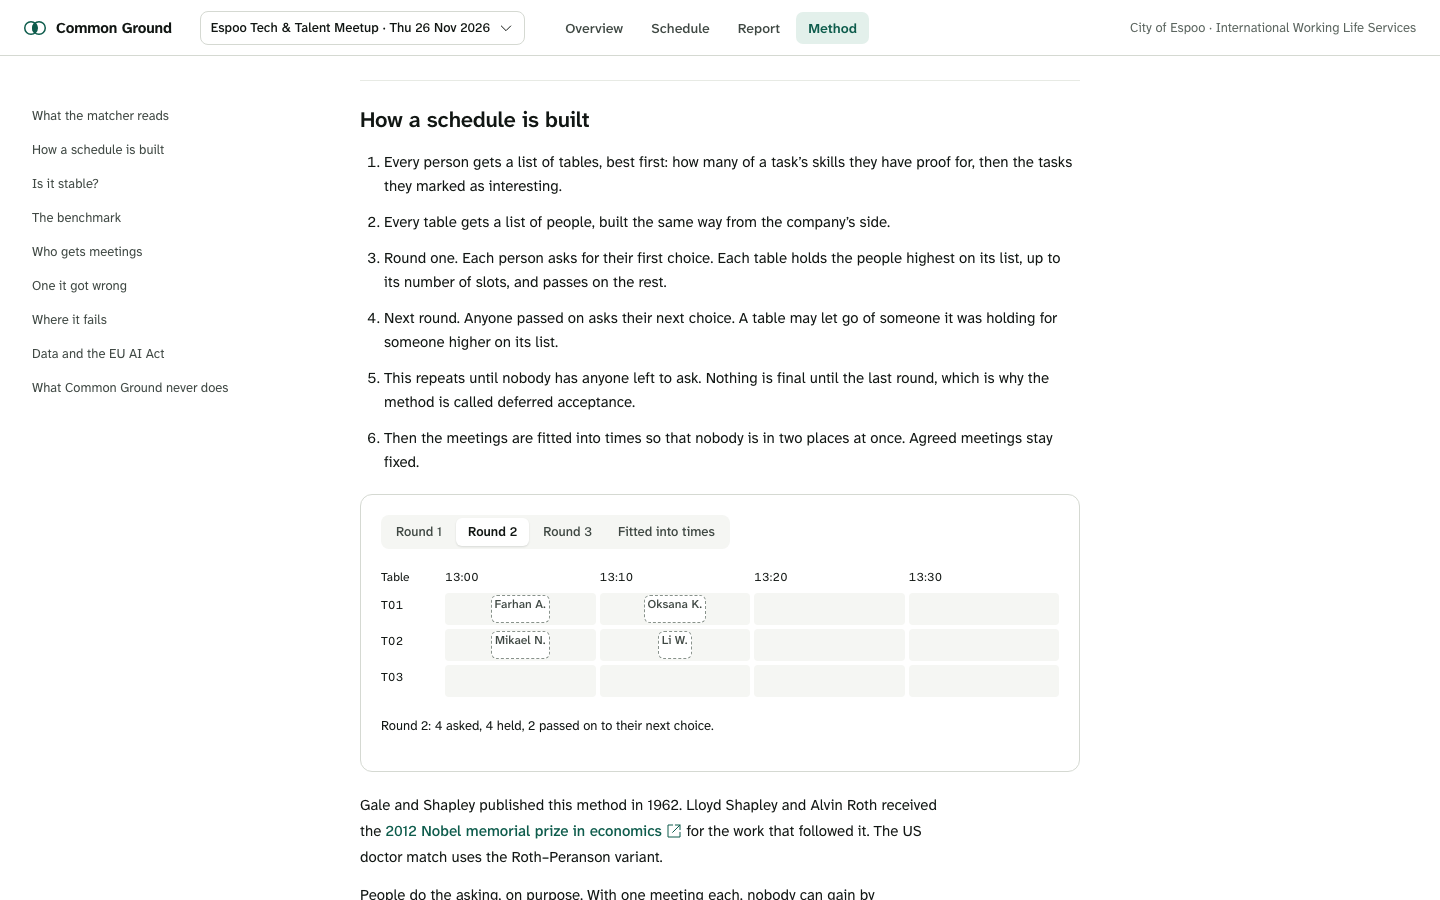 Common Ground
Espoo Tech & Talent Meetup · Thu 26 Nov 2026
Overview
Schedule
Report
Method
City of Espoo · International Working Life Services
What the matcher reads
How a schedule is built
Is it stable?
The benchmark
Who gets meetings
One it got wrong
Where it fails
Data and the EU AI Act
What Common Ground never does
How a schedule is built
1. Every person gets a list of tables, best first: how many of a task’s skills they have proof for, then the tasks
they marked as interesting.
2. Every table gets a list of people, built the same way from the company’s side.
3. Round one. Each person asks for their first choice. Each table holds the people highest on its list, up to
its number of slots, and passes on the rest.
4. Next round. Anyone passed on asks their next choice. A table may let go of someone it was holding for
someone higher on its list.
5. This repeats until nobody has anyone left to ask. Nothing is final until the last round, which is why the
method is called deferred acceptance.
6. Then the meetings are fitted into times so that nobody is in two places at once. Agreed meetings stay
fixed.
Round 1
Round 2
Round 3
Fitted into times
Table 13:00 13:10 13:20 13:30
T01 Farhan A. Oksana K.
T02 Mikael N. Li W.
T03
Round 2: 4 asked, 4 held, 2 passed on to their next choice.
Gale and Shapley published this method in 1962. Lloyd Shapley and Alvin Roth received
the 2012 Nobel memorial prize in economics for the work that followed it. The US
doctor match uses the Roth–Peranson variant.
People do the asking, on purpose. With one meeting each, nobody can gain by